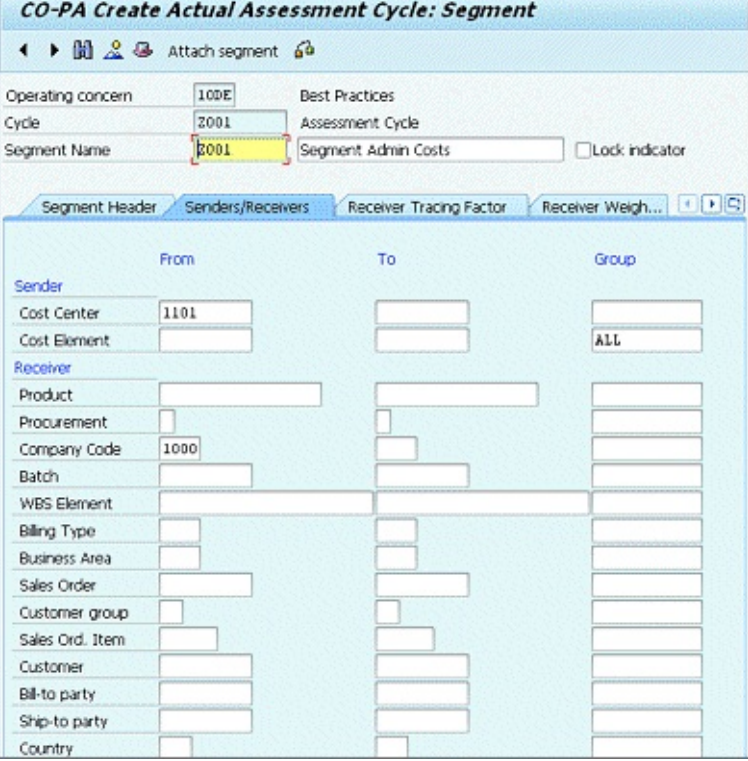 CO-PA Create Actual Assessment Cycle: Segment
Attach segment
Operating concern 10DE Best Practices
Cycle Z001 Assessment Cycle
Segment Name Z001 Segment Admin Costs Lock indicator
Segment Header Senders/Receivers Receiver Tracing Factor Receiver Weigh...
From To Group
Sender
Cost Center 1101
Cost Element ALL
Receiver
Product
Procurement
Company Code 1000
Batch
WBS Element
Billing Type
Business Area
Sales Order
Customer group
Sales Ord. Item
Customer
Bill-to party
Ship-to party
Country